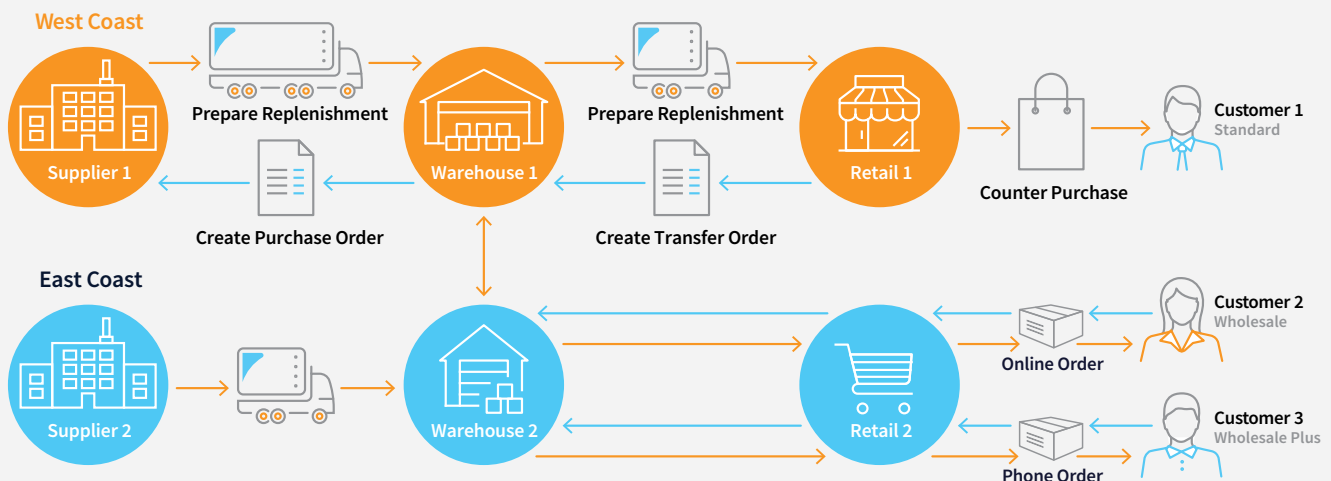 West Coast
Supplier 1
Prepare Replenishment
Create Purchase Order
Warehouse 1
Prepare Replenishment
Create Transfer Order
Retail 1
Counter Purchase
Customer 1
Standard
East Coast
Supplier 2
Warehouse 2
Retail 2
Online Order
Customer 2
Wholesale
Phone Order
Customer 3
Wholesale Plus